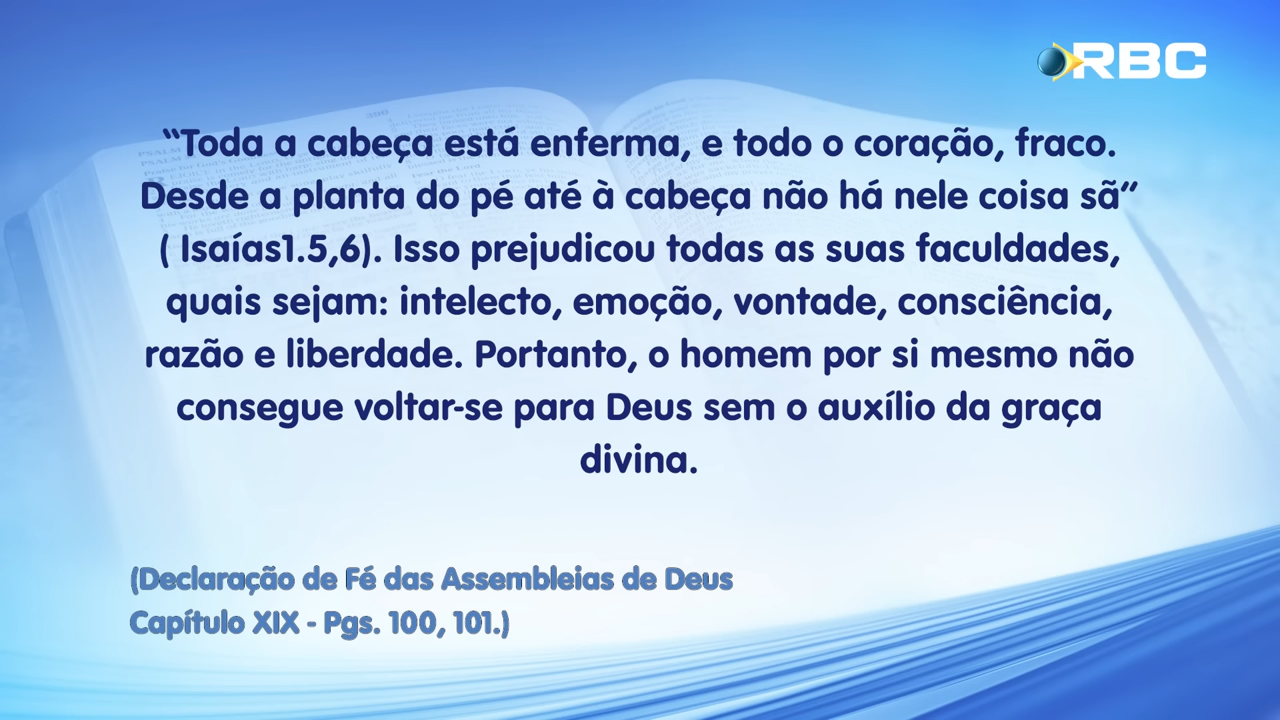 RBC
“Toda a cabeça está enferma, e todo o coração, fraco.
Desde a planta do pé até à cabeça não há nele coisa sã”
( Isaías1.5,6). Isso prejudicou todas as suas faculdades,
quais sejam: intelecto, emoção, vontade, consciência,
razão e liberdade. Portanto, o homem por si mesmo não
consegue voltar-se para Deus sem o auxílio da graça
divina.
(Declaração de Fé das Assembleias de Deus
Capítulo XIX - Pgs. 100, 101.)